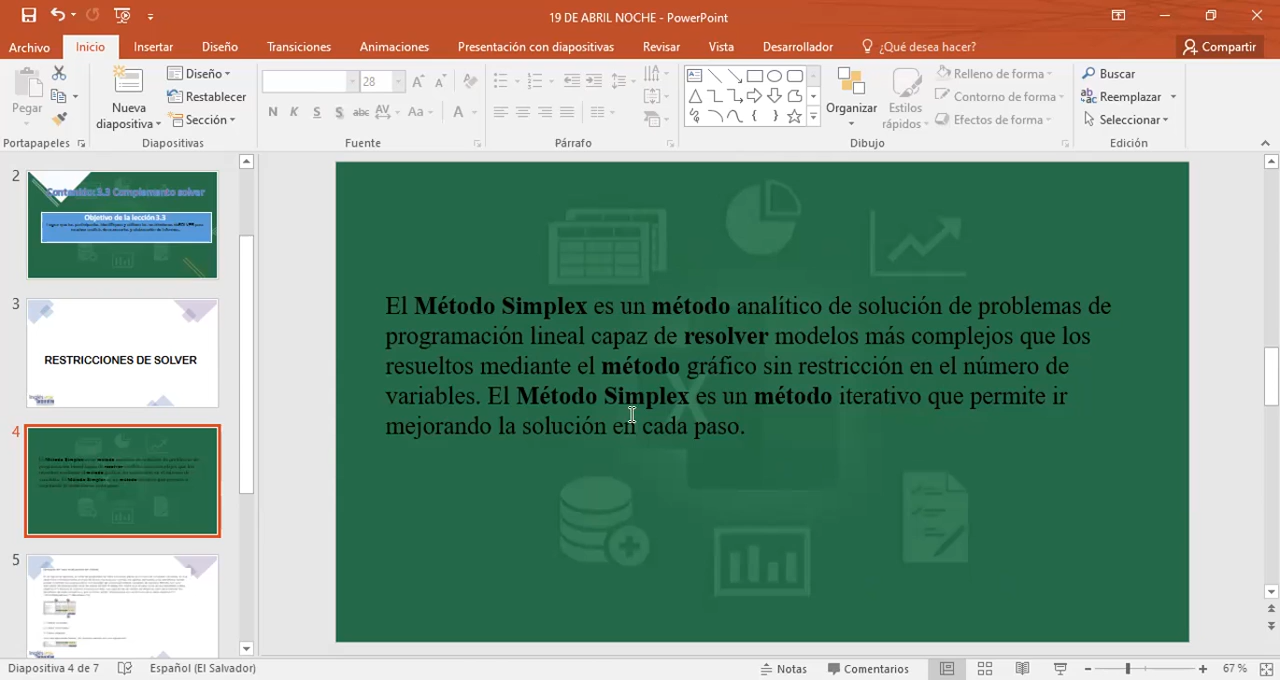 19 DE ABRIL NOCHE - PowerPoint
Archivo Inicio Insertar Diseño Transiciones Animaciones Presentación con diapositivas Revisar Vista Desarrollador ¿Qué desea hacer? Compartir
Pegar
Nueva diapositiva
Diseño
Restablecer
Sección
28
N K S S abc AV Aa A
Organizar
Estilos rápidos
Relleno de forma
Contorno de forma
Efectos de forma
Buscar
Reemplazar
Seleccionar
Portapapeles Diapositivas Fuente Párrafo Dibujo Edición
2
Contenido: 3.3 Complemento solver
Objetivo de la lección 3.3
3
RESTRICCIONES DE SOLVER
4
5
El Método Simplex es un método analítico de solución de problemas de
programación lineal capaz de resolver modelos más complejos que los
resueltos mediante el método gráfico sin restricción en el número de
variables. El Método Simplex es un método iterativo que permite ir
mejorando la solución en cada paso.
Diapositiva 4 de 7 Español (El Salvador) Notas Comentarios 67 %